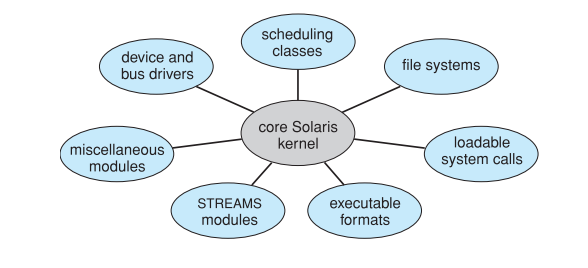 scheduling
classes
device and
bus drivers
file systems
core Solaris
kernel
miscellaneous
modules
loadable
system calls
STREAMS
modules
executable
formats